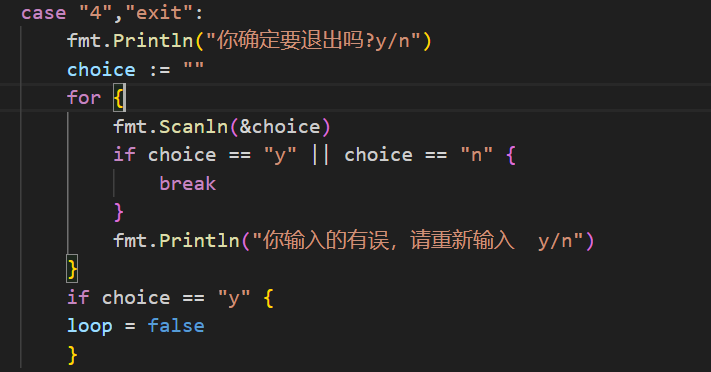 case "4","exit":
fmt.Println("你确定要退出吗?y/n")
choice := ""
for {
fmt.Scanln(&choice)
if choice == "y" || choice == "n" {
break
}
fmt.Println("你输入的有误，请重新输入  y/n")
}
if choice == "y" {
loop = false
}